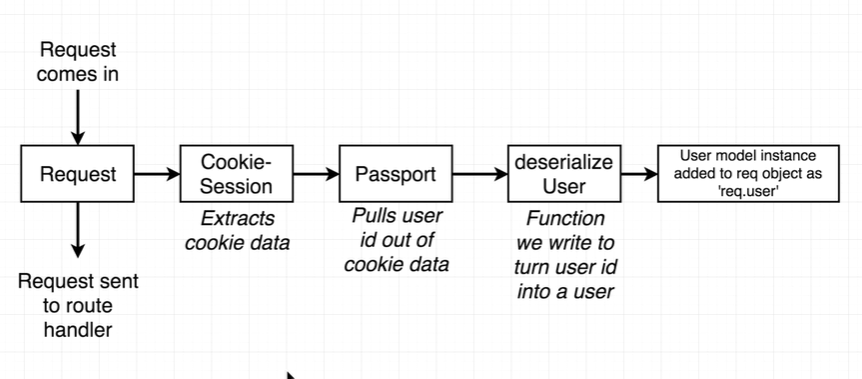 Request
comes in
Request
Cookie-
Session
Passport
deserialize
User
User model instance
added to req object as
'req.user'
Extracts
cookie data
Pulls user
id out of
cookie data
Function
we write to
turn user id
into a user
Request sent
to route
handler